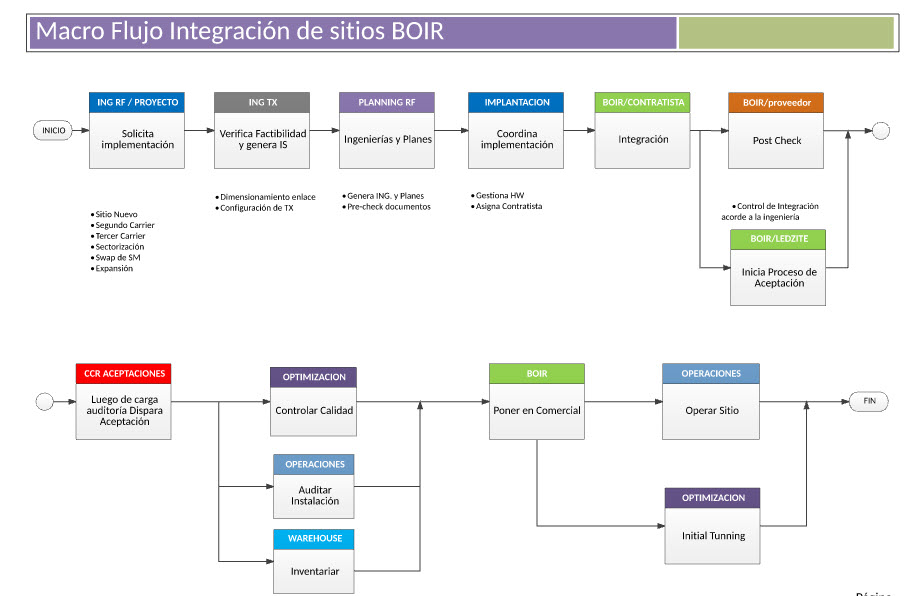 Macro Flujo Integración de sitios BOIR
ING RF / PROYECTO
ING TX
PLANNING RF
IMPLANTACION
BOIR/CONTRATISTA
BOIR/proveedor
INICIO
Solicita
implementación
Verifica Factibilidad
y genera IS
Ingenierías y Planes
Coordina
implementación
Integración
Post Check
•Sitio Nuevo
•Segundo Carrier
•Tercer Carrier
•Sectorización
•Swap de SM
•Expansión
•Dimensionamiento enlace
•Configuración de TX
•Genera ING. y Planes
•Pre-check documentos
•Gestiona HW
•Asigna Contratista
•Control de Integración
acorde a la ingeniería
BOIR/LEDZITE
Inicia Proceso de
Aceptación
CCR ACEPTACIONES
Luego de carga
auditoría Dispara
Aceptación
OPTIMIZACION
Controlar Calidad
OPERACIONES
Auditar
Instalación
WAREHOUSE
Inventariar
BOIR
Poner en Comercial
OPERACIONES
Operar Sitio
OPTIMIZACION
Initial Tunning
FIN